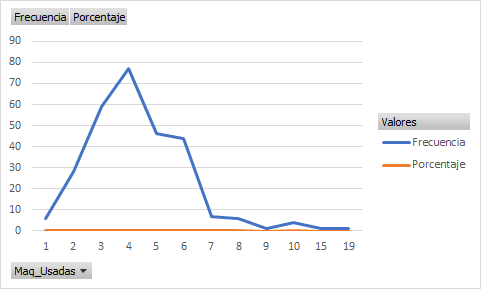 Frecuencia Porcentaje
90
80
70
60
50
40
30
20
10
0
1 2 3 4 5 6 7 8 9 10 15 19
Valores
Frecuencia
Porcentaje
Maq_Usadas